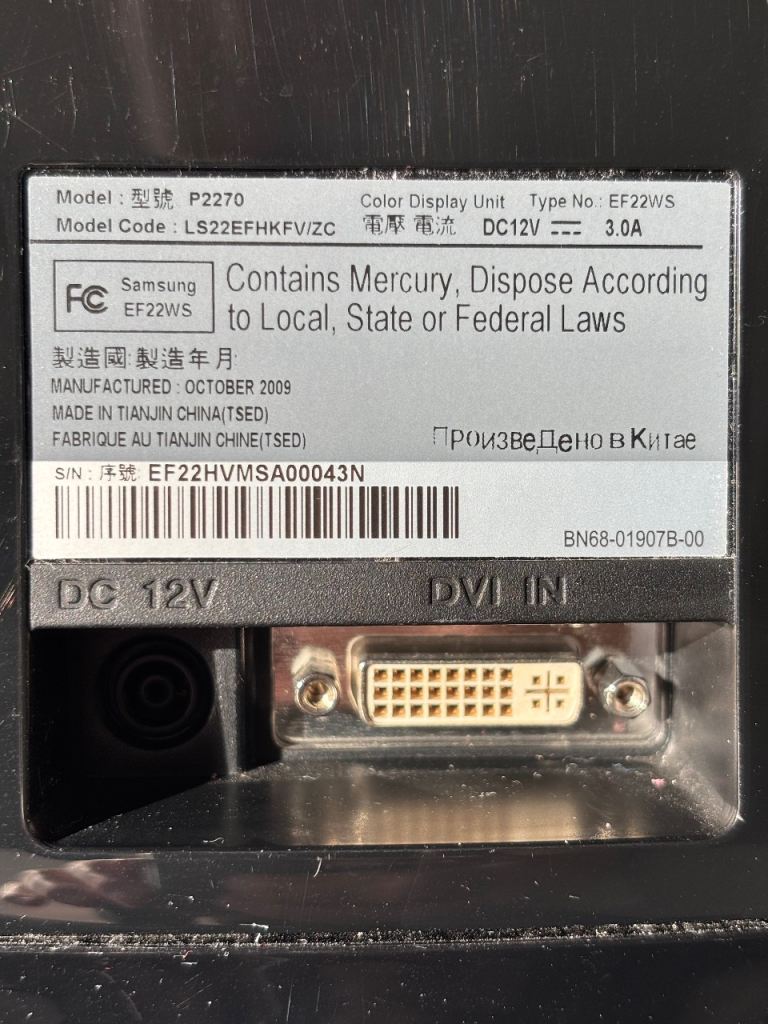 Model : 型號 P2270
Color Display Unit Type No.: EF22WS
Model Code : LS22EFHKFV/ZC
電壓 電流 DC12V ⎓ 3.0A
FC Samsung
EF22WS
Contains Mercury, Dispose According
to Local, State or Federal Laws
製造國: 製造年月:
MANUFACTURED : OCTOBER 2009
MADE IN TIANJIN CHINA(TSED)
FABRIQUE AU TIANJIN CHINE(TSED)
Произведено в Китае
S/N : 序號: EF22HVMSA00043N
BN68-01907B-00
DC 12V
DVI IN